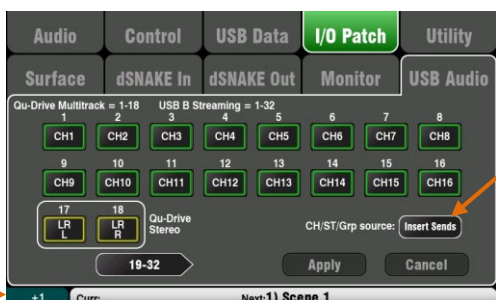 Audio Control USB Data I/O Patch Utility
Surface dSNAKE In dSNAKE Out Monitor USB Audio
Qu-Drive Multitrack = 1-18 USB B Streaming = 1-32
1 2 3 4 5 6 7 8
CH1 CH2 CH3 CH4 CH5 CH6 CH7 CH8
9 10 11 12 13 14 15 16
CH9 CH10 CH11 CH12 CH13 CH14 CH15 CH16
17 18
LR L LR R Qu-Drive Stereo
CH/ST/Grp source: Insert Sends
19-32 Apply Cancel
+1 Curr: Next:1) Scene 1